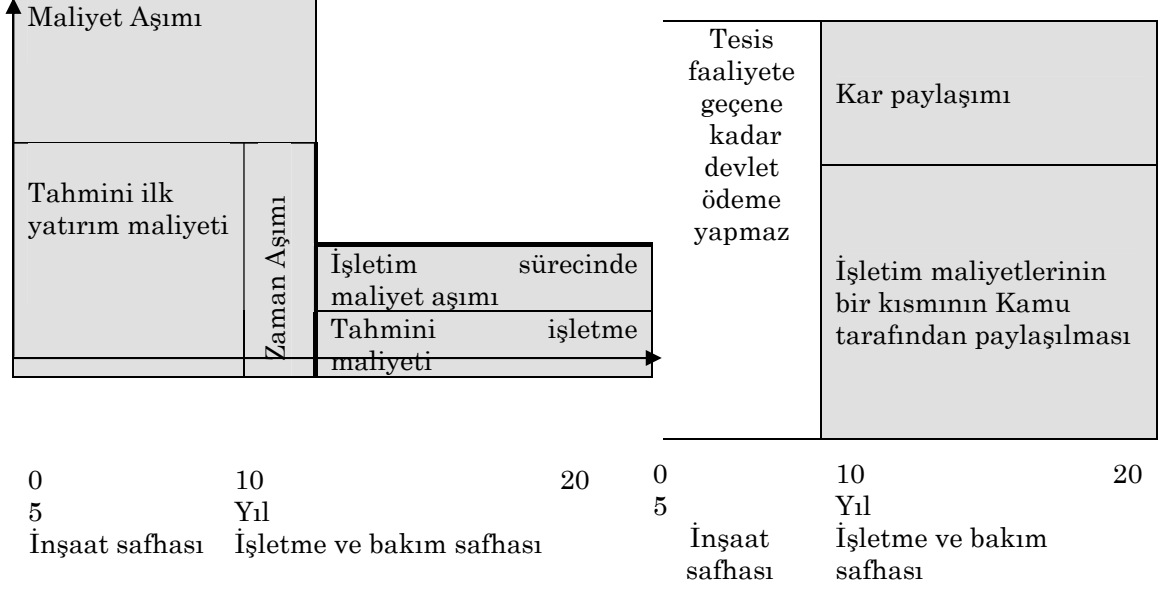 Maliyet Aşımı
Tahmini ilk
yatırım maliyeti
Zaman Aşımı
İşletim sürecinde
maliyet aşımı
Tahmini işletme
maliyeti
0 10 20
5 Yıl
İnşaat safhası İşletme ve bakım safhası
Tesis
faaliyete
geçene
kadar
devlet
ödeme
yapmaz
Kar paylaşımı
İşletim maliyetlerinin
bir kısmının Kamu
tarafından paylaşılması
0 10 20
5 Yıl
İnşaat İşletme ve bakım
safhası safhası